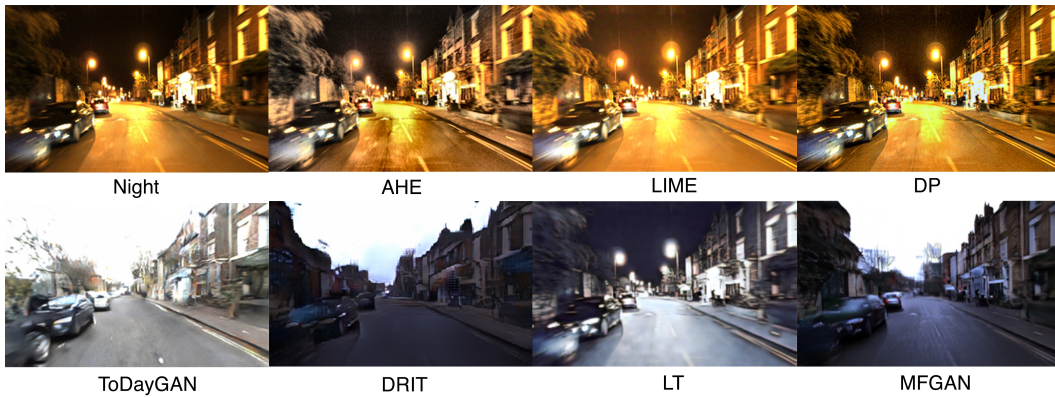 Night
AHE
LIME
DP
ToDayGAN
DRIT
LT
MFGAN